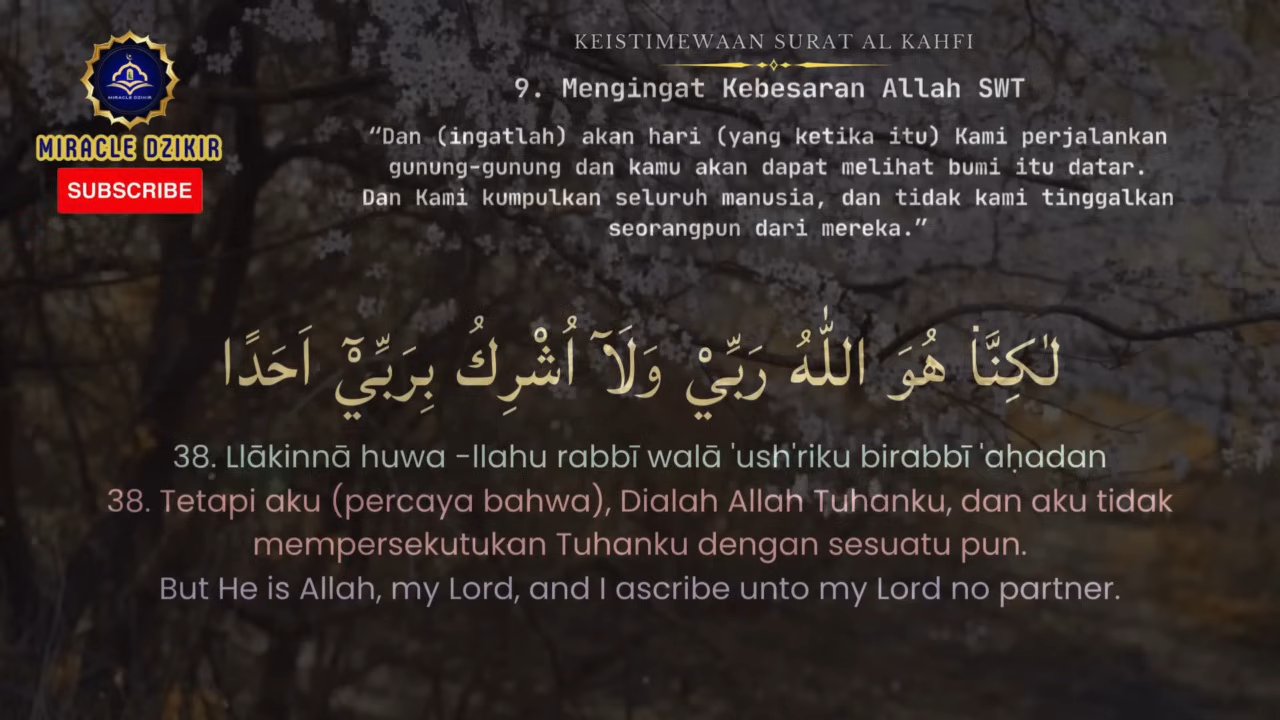 MIRACLE DZIKIR
MIRACLE DZIKIR
SUBSCRIBE
KEISTIMEWAAN SURAT AL KAHFI
9. Mengingat Kebesaran Allah SWT
“Dan (ingatlah) akan hari (yang ketika itu) Kami perjalankan
gunung-gunung dan kamu akan dapat melihat bumi itu datar.
Dan Kami kumpulkan seluruh manusia, dan tidak kami tinggalkan
seorangpun dari mereka.”
لٰكِنَّا۠ هُوَ اللّٰهُ رَبِّيْ وَلَآ اُشْرِكُ بِرَبِّيْٓ اَحَدًا
38. Llākinnā huwa -llahu rabbī walā 'ush'riku birabbī 'aḥadan
38. Tetapi aku (percaya bahwa), Dialah Allah Tuhanku, dan aku tidak
mempersekutukan Tuhanku dengan sesuatu pun.
But He is Allah, my Lord, and I ascribe unto my Lord no partner.